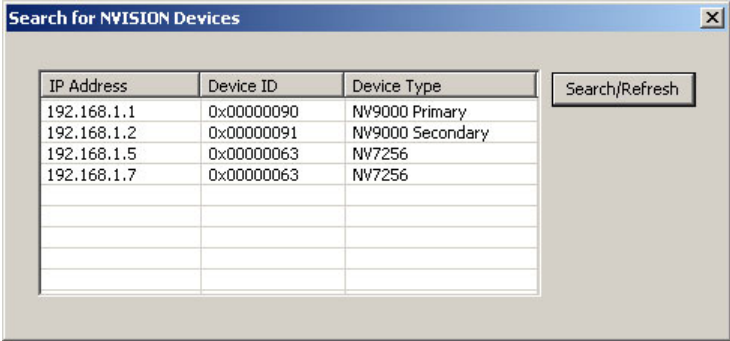 Search for NVISION Devices
IP Address Device ID Device Type Search/Refresh
192.168.1.1 0x00000090 NV9000 Primary
192.168.1.2 0x00000091 NV9000 Secondary
192.168.1.5 0x00000063 NV7256
192.168.1.7 0x00000063 NV7256